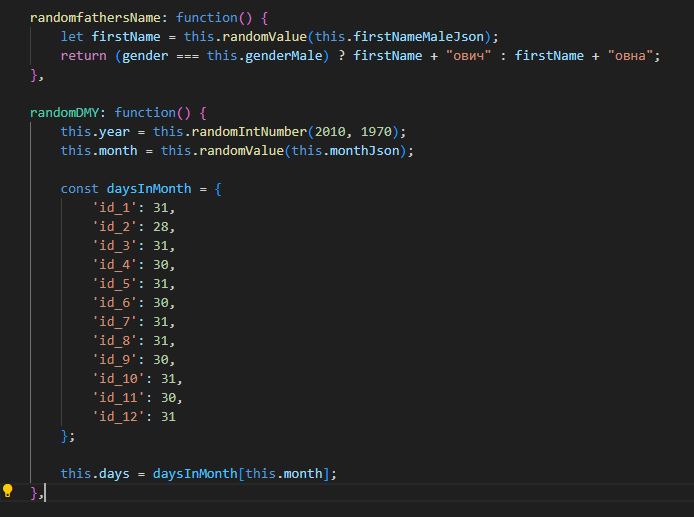 randomfathersName: function() {
let firstName = this.randomValue(this.firstNameMaleJson);
return (gender === this.genderMale) ? firstName + "ович" : firstName + "овна";
},
randomDMY: function() {
this.year = this.randomIntNumber(2010, 1970);
this.month = this.randomValue(this.monthJson);
const daysInMonth = {
'id_1': 31,
'id_2': 28,
'id_3': 31,
'id_4': 30,
'id_5': 31,
'id_6': 30,
'id_7': 31,
'id_8': 31,
'id_9': 30,
'id_10': 31,
'id_11': 30,
'id_12': 31
};
this.days = daysInMonth[this.month];
},